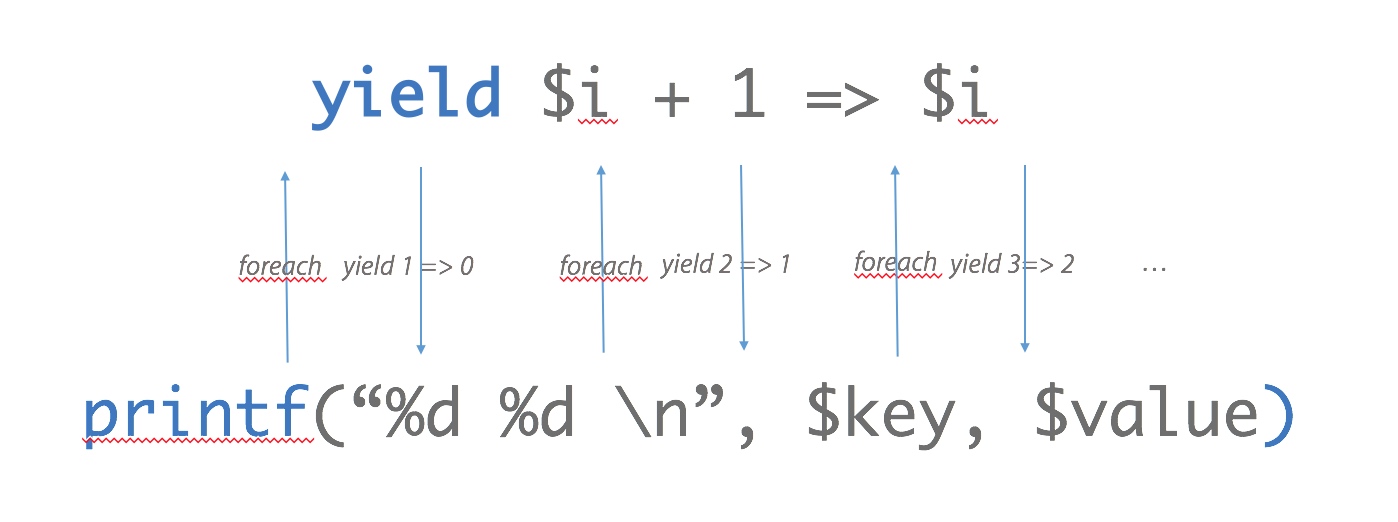 yield $i + 1 => $i
foreach yield 1 => 0 foreach yield 2 => 1 foreach yield 3=> 2 ...
printf(“%d %d \n”, $key, $value)